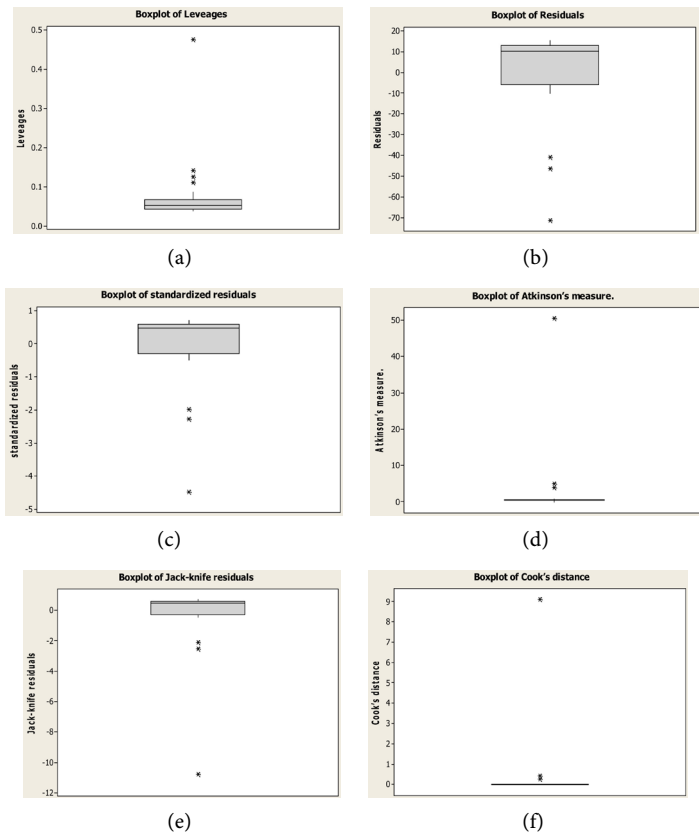 Boxplot of Leveages
0.5
0.4
0.3
0.2
0.1
0.0
Leveages
(a)
Boxplot of Residuals
20
10
0
-10
-20
-30
-40
-50
-60
-70
Residuals
(b)
Boxplot of standardized residuals
1
0
-1
-2
-3
-4
-5
standardized residuals
(c)
Boxplot of Atkinson's measure.
50
40
30
20
10
0
Atkinson's measure.
(d)
Boxplot of Jack-knife residuals
0
-2
-4
-6
-8
-10
-12
Jack-knife residuals
(e)
Boxplot of Cook's distance
9
8
7
6
5
4
3
2
1
0
Cook's distance
(f)